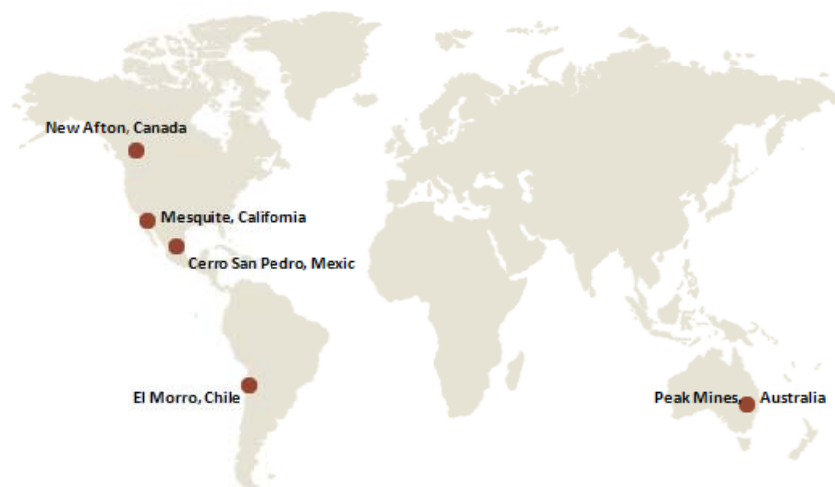 New Afton, Canada
Mesquite, California
Cerro San Pedro, Mexic
El Morro, Chile
Peak Mines, Australia